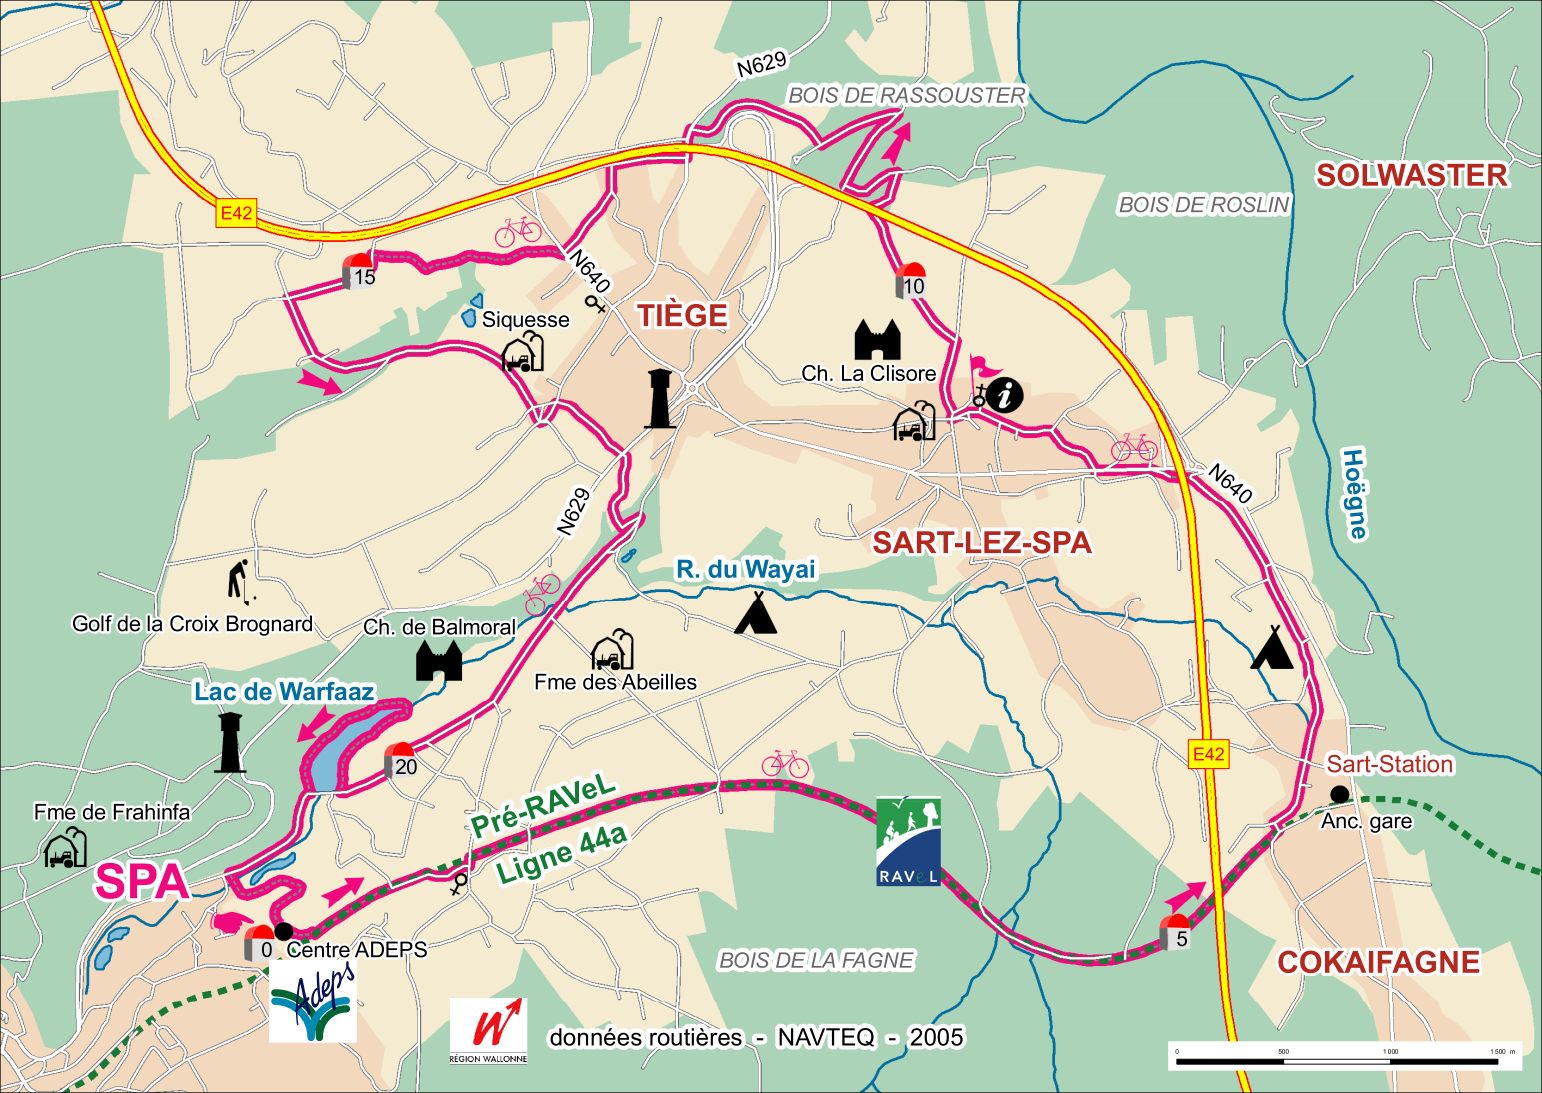 N629
BOIS DE RASSOUSTER
SOLWASTER
BOIS DE ROSLIN
E42
15
N640
10
Siquesse
TIÈGE
Ch. La Clisore
i
N640
Hoëgne
N629
SART-LEZ-SPA
R. du Wayai
Golf de la Croix Brognard
Ch. de Balmoral
Fme des Abeilles
Lac de Warfaaz
E42
20
Sart-Station
Pré-RAVeL
Ligne 44a
Fme de Frahinfa
Anc. gare
RAVeL
SPA
0
Centre ADEPS
5
BOIS DE LA FAGNE
COKAIFAGNE
Adeps
W
RÉGION WALLONNE
données routières - NAVTEQ - 2005
0 500 1 000 1 500 m